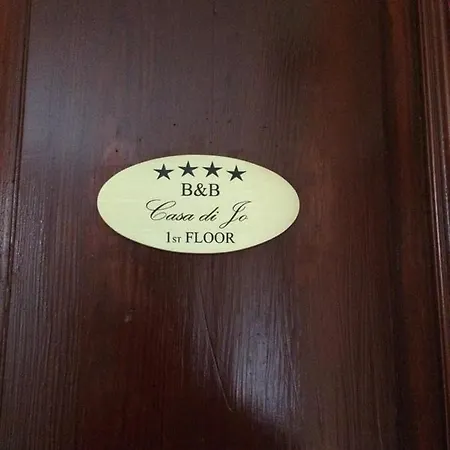 ★★★★
B&B
Casa di Jo
1ST FLOOR